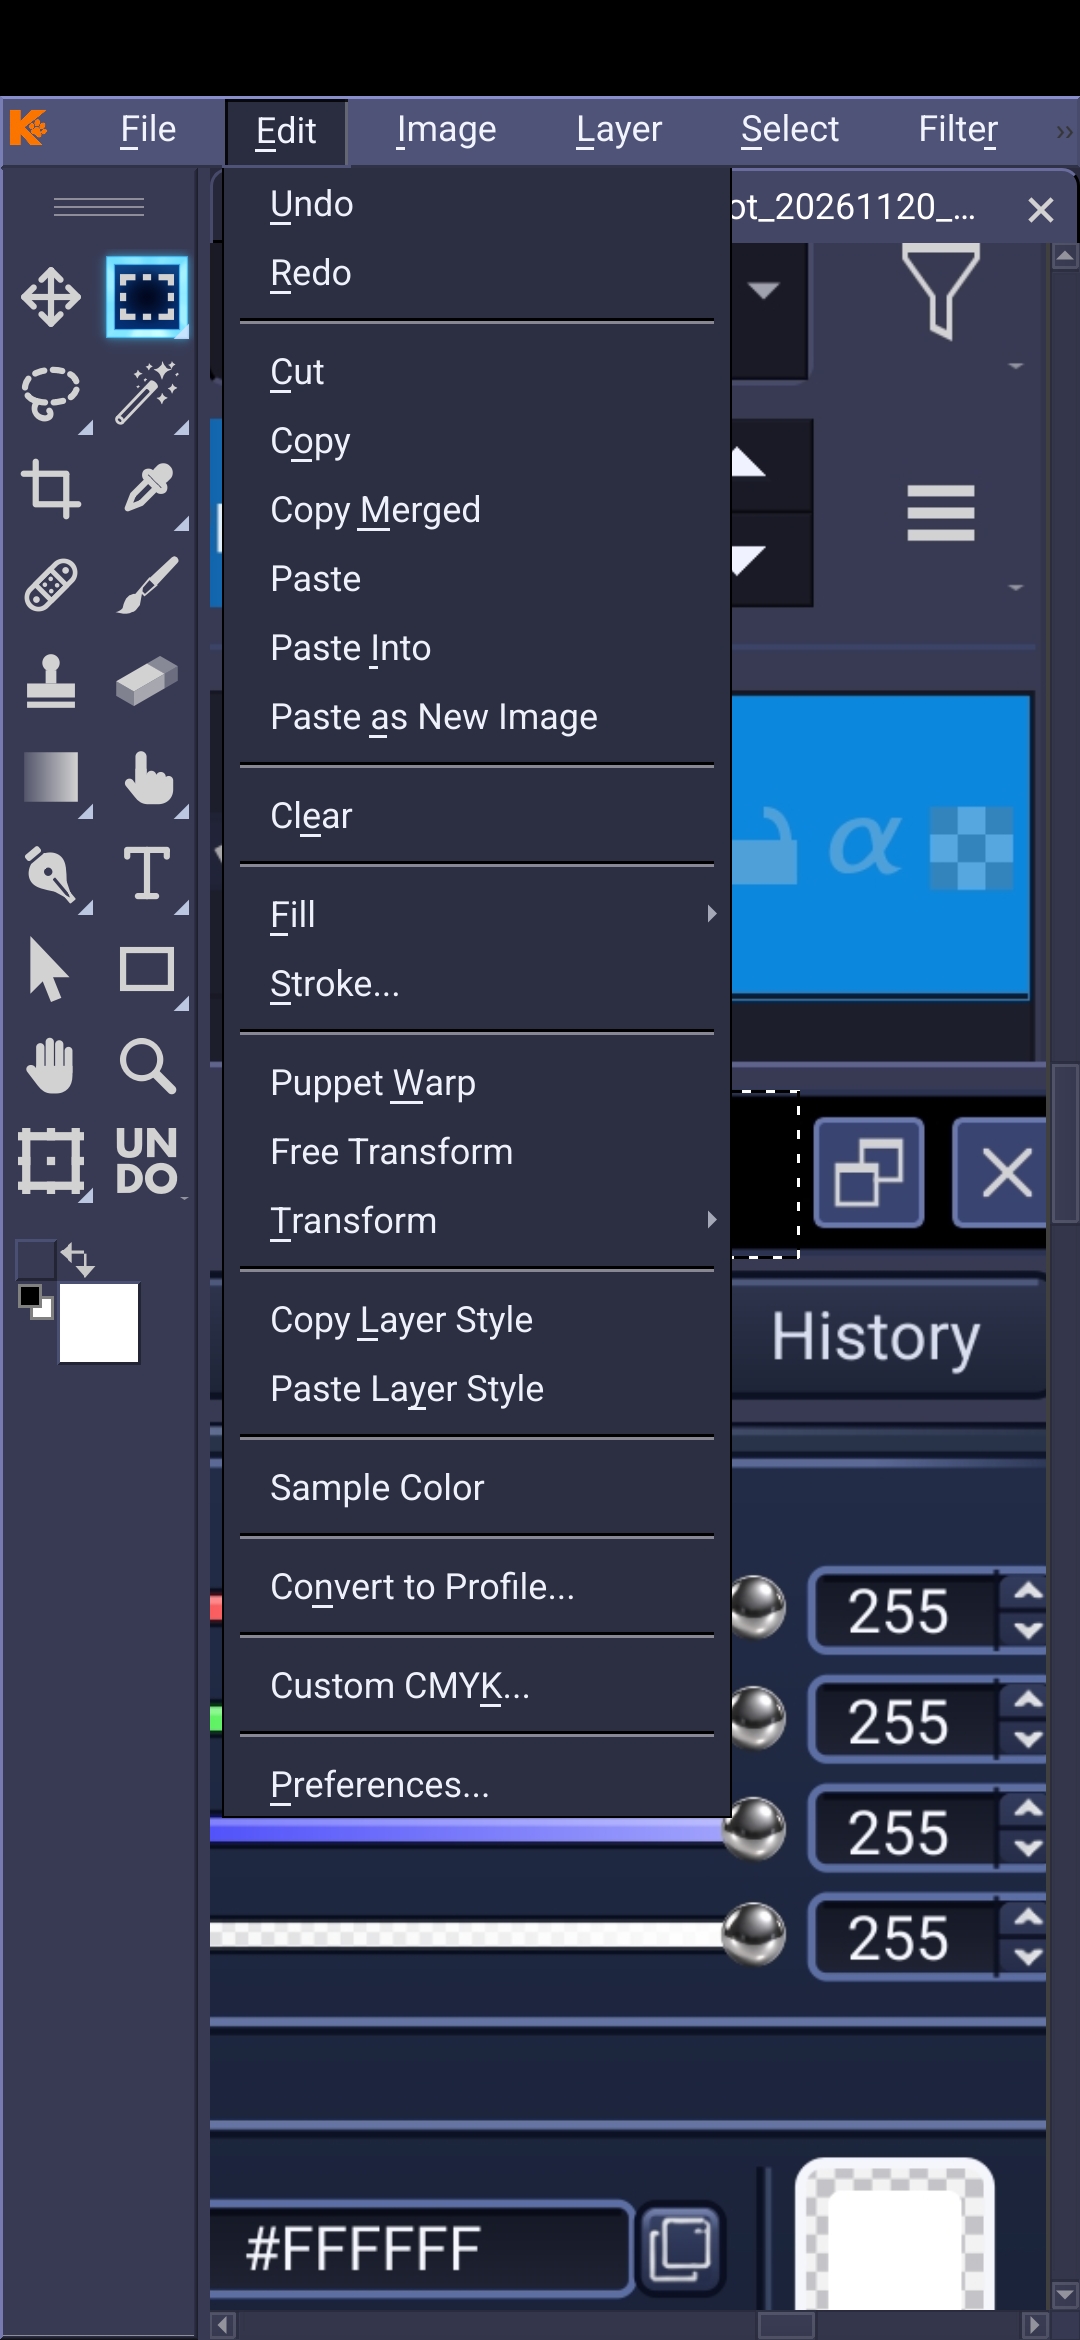 File Edit Image Layer Select Filter »
Undo
ot_20261120_...
Redo
Cut
Copy
Copy Merged
Paste
Paste Into
Paste as New Image
Clear
α
Fill
Stroke...
Puppet Warp
Free Transform
UN
DO
Transform
Copy Layer Style
History
Paste Layer Style
Sample Color
Convert to Profile...
255
Custom CMYK...
255
Preferences...
255
255
#FFFFFF